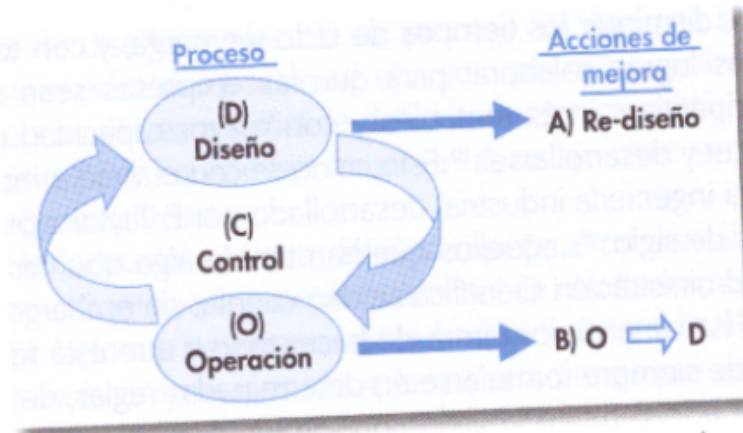 Proceso
Acciones de
mejora
(D)
Diseño
A) Re-diseño
(C)
Control
(O)
Operación
B) O ⇨ D